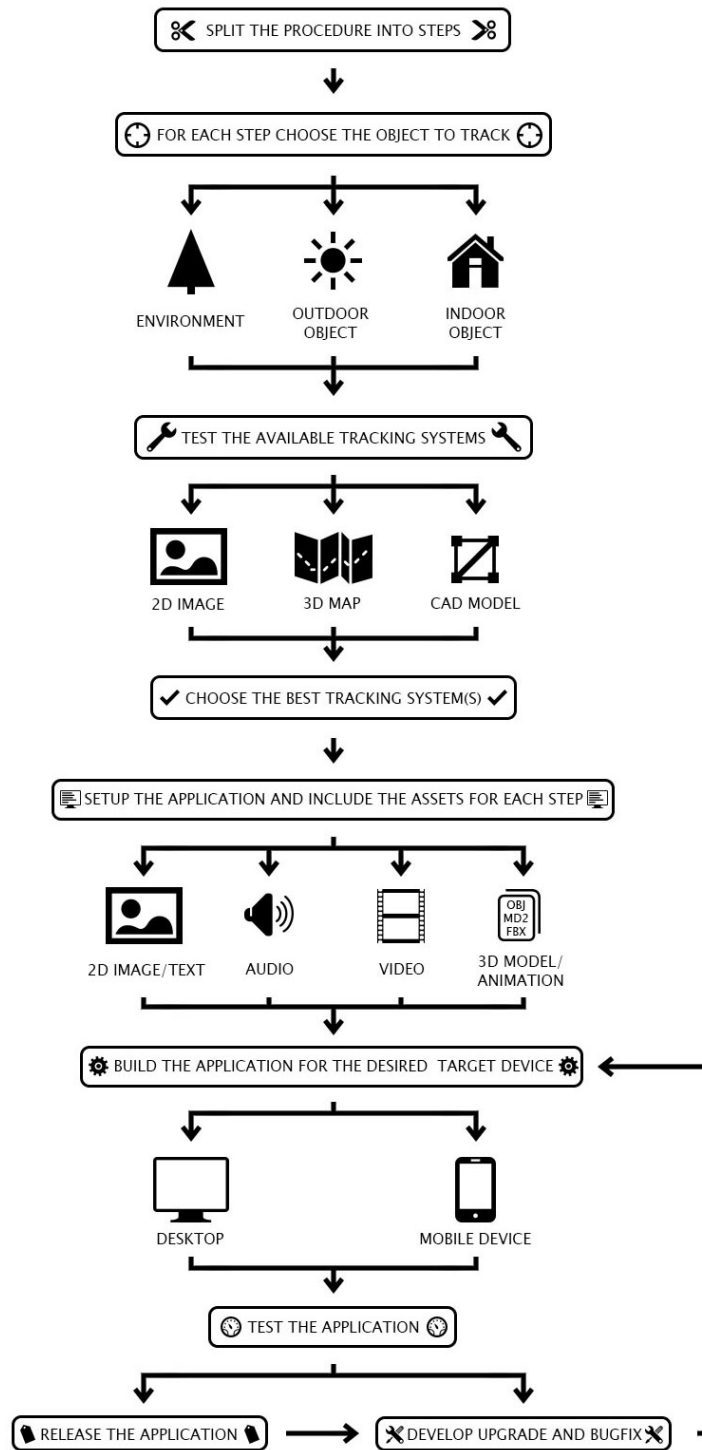 SPLIT THE PROCEDURE INTO STEPS
FOR EACH STEP CHOOSE THE OBJECT TO TRACK
ENVIRONMENT
OUTDOOR
OBJECT
INDOOR
OBJECT
TEST THE AVAILABLE TRACKING SYSTEMS
2D IMAGE
3D MAP
CAD MODEL
CHOOSE THE BEST TRACKING SYSTEM(S)
SETUP THE APPLICATION AND INCLUDE THE ASSETS FOR EACH STEP
2D IMAGE/TEXT
AUDIO
VIDEO
OBJ
MD2
FBX
3D MODEL/
ANIMATION
BUILD THE APPLICATION FOR THE DESIRED TARGET DEVICE
DESKTOP
MOBILE DEVICE
TEST THE APPLICATION
RELEASE THE APPLICATION
DEVELOP UPGRADE AND BUGFIX